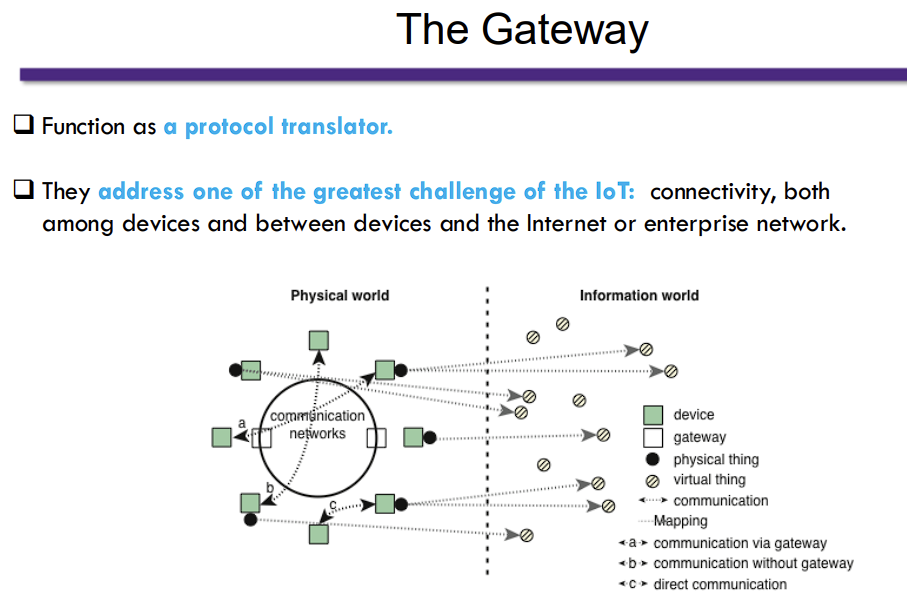 The Gateway
Function as a protocol translator.
They address one of the greatest challenge of the IoT: connectivity, both
among devices and between devices and the Internet or enterprise network.
Physical world
Information world
communication
networks
a
b
c
device
gateway
physical thing
virtual thing
communication
Mapping
a communication via gateway
b communication without gateway
c direct communication